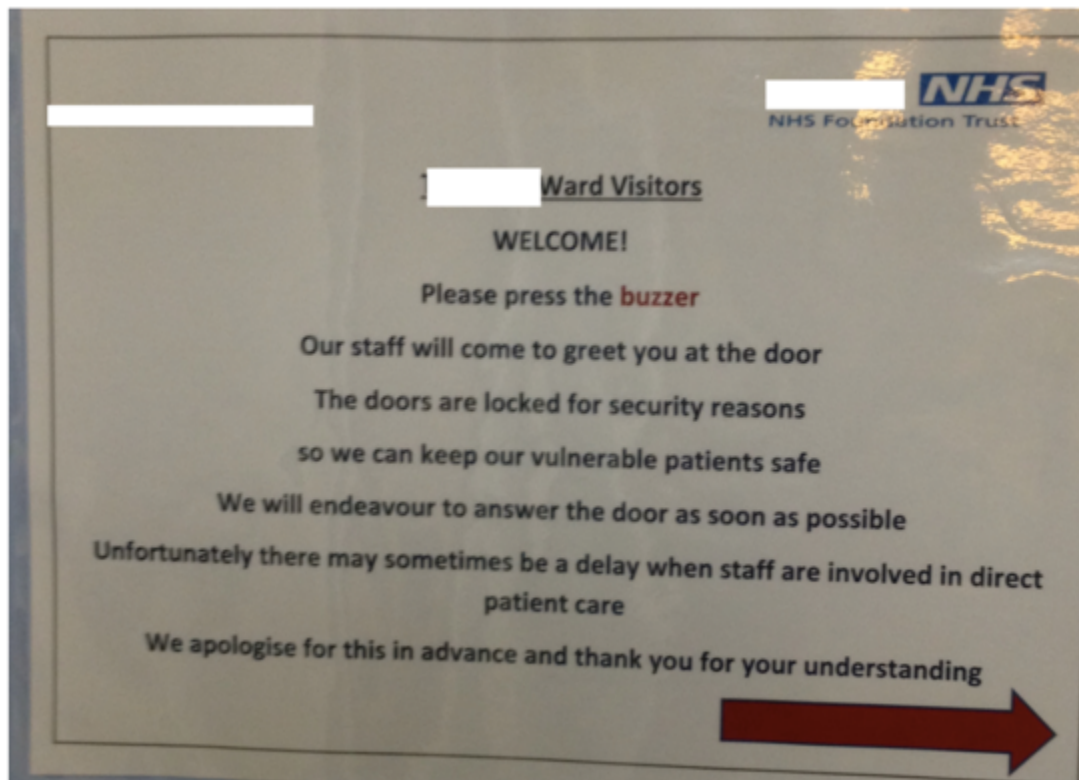 NHS
NHS Foundation Trust
Ward Visitors
WELCOME!
Please press the buzzer
Our staff will come to greet you at the door
The doors are locked for security reasons
so we can keep our vulnerable patients safe
We will endeavour to answer the door as soon as possible
Unfortunately there may sometimes be a delay when staff are involved in direct
patient care
We apologise for this in advance and thank you for your understanding